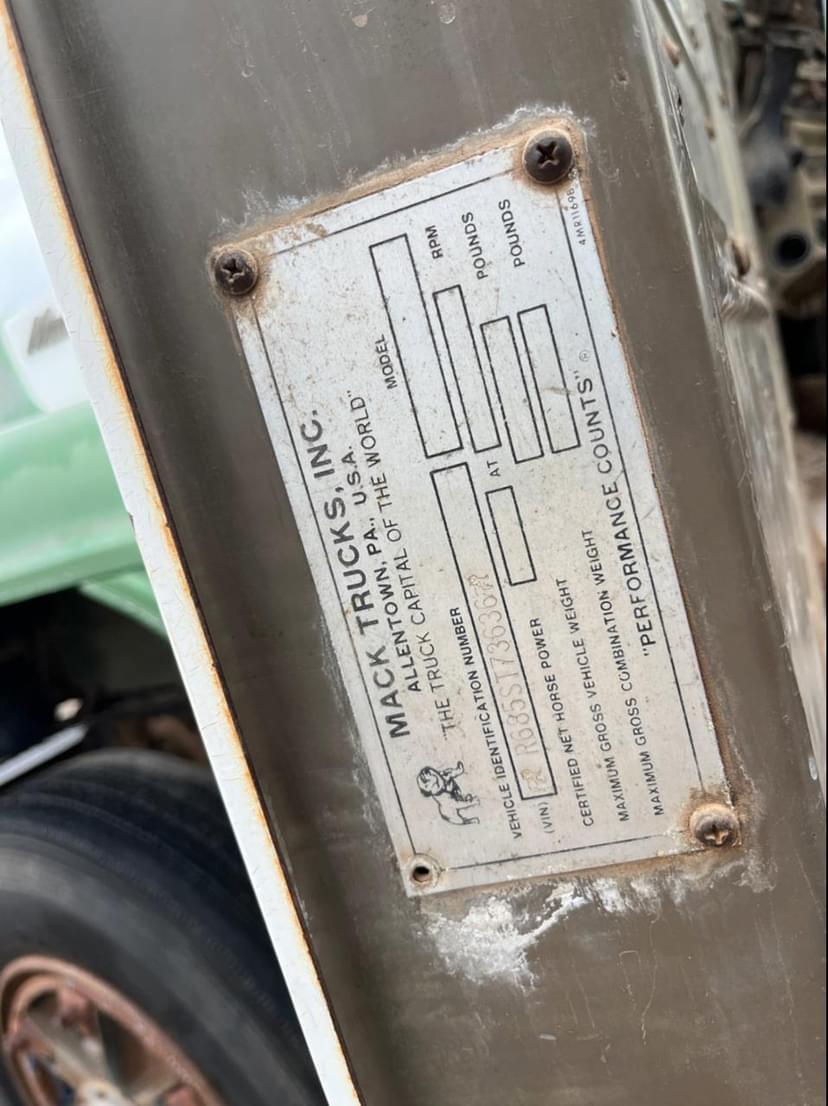 MACK TRUCKS, INC.
ALLENTOWN, PA., U.S.A.
"THE TRUCK CAPITAL OF THE WORLD"
MODEL
VEHICLE IDENTIFICATION NUMBER
(VIN) R685ST73636
CERTIFIED NET HORSE POWER AT RPM
MAXIMUM GROSS VEHICLE WEIGHT POUNDS
MAXIMUM GROSS COMBINATION WEIGHT POUNDS
"PERFORMANCE COUNTS" ®